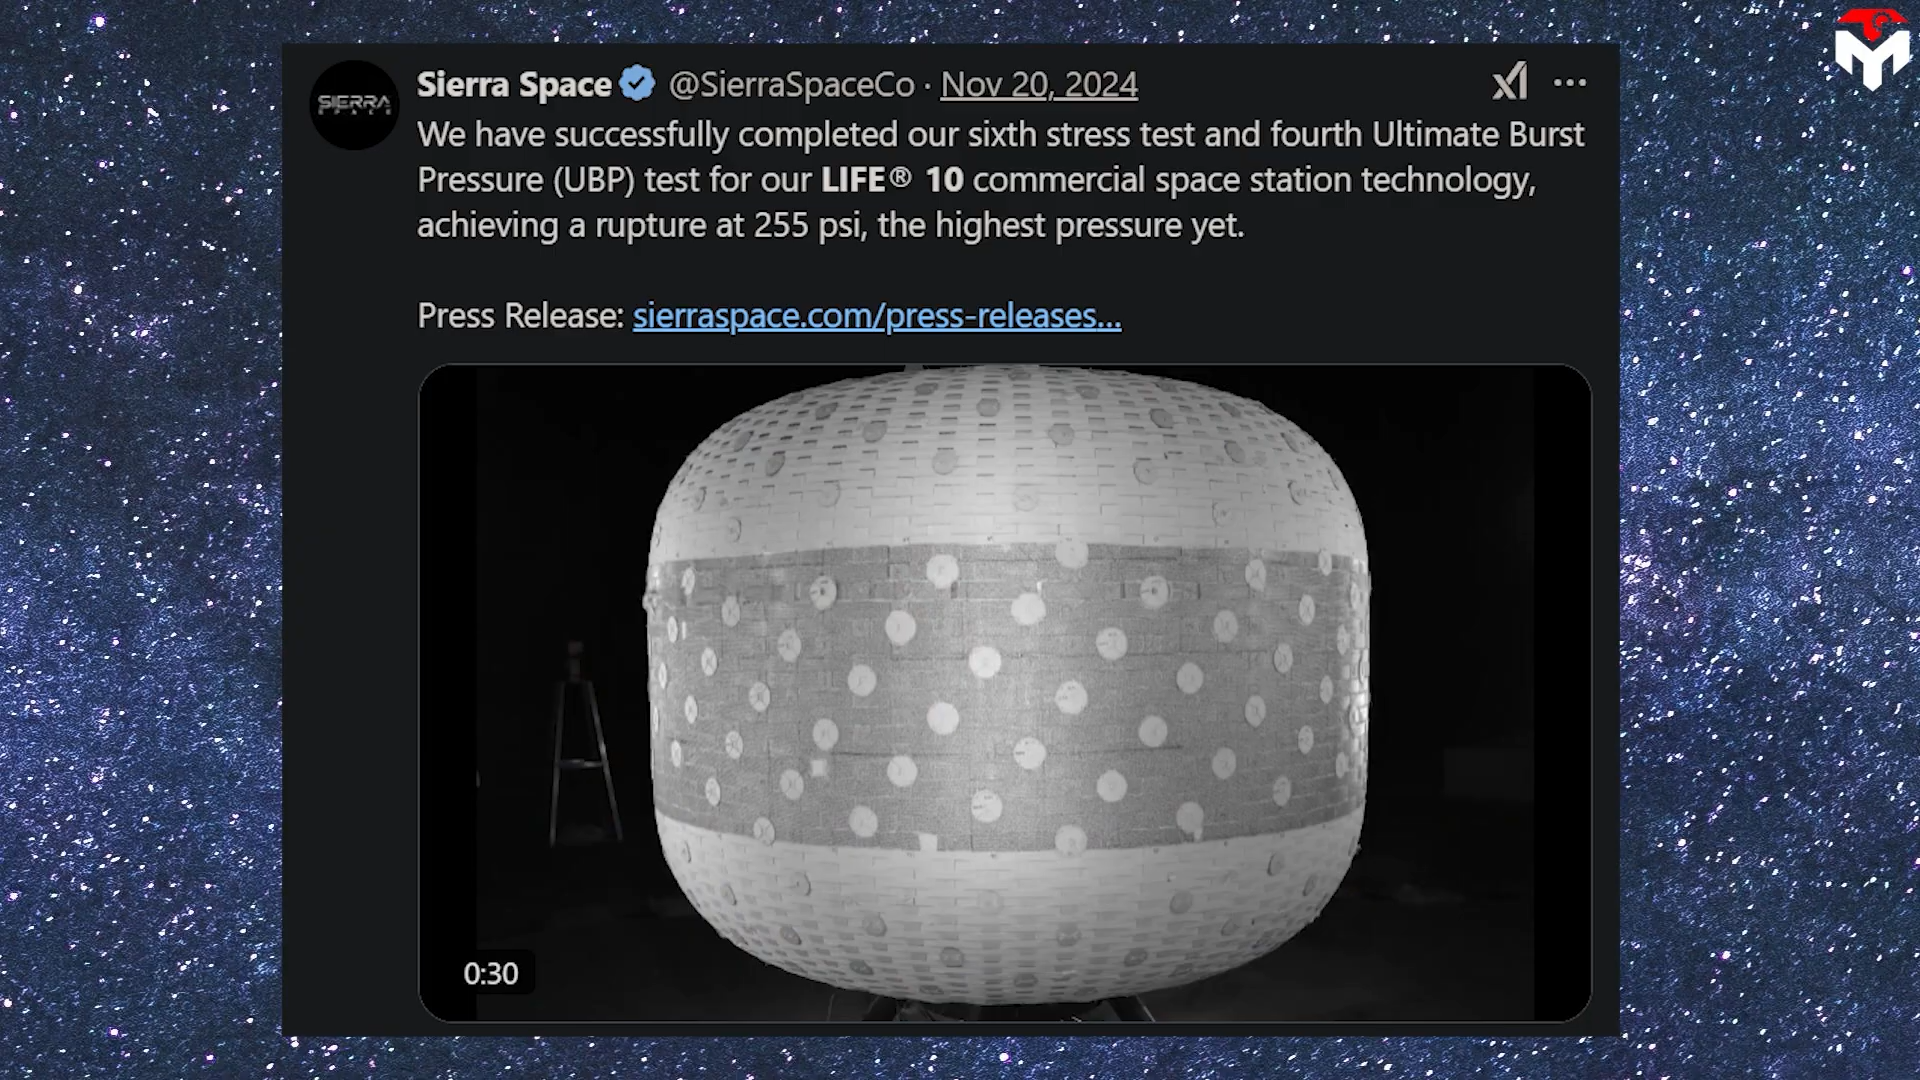 Sierra Space @SierraSpaceCo · Nov 20, 2024
SIERRA
SPACE
We have successfully completed our sixth stress test and fourth Ultimate Burst
Pressure (UBP) test for our LIFE® 10 commercial space station technology,
achieving a rupture at 255 psi, the highest pressure yet.
Press Release: sierraspace.com/press-releases...
0:30